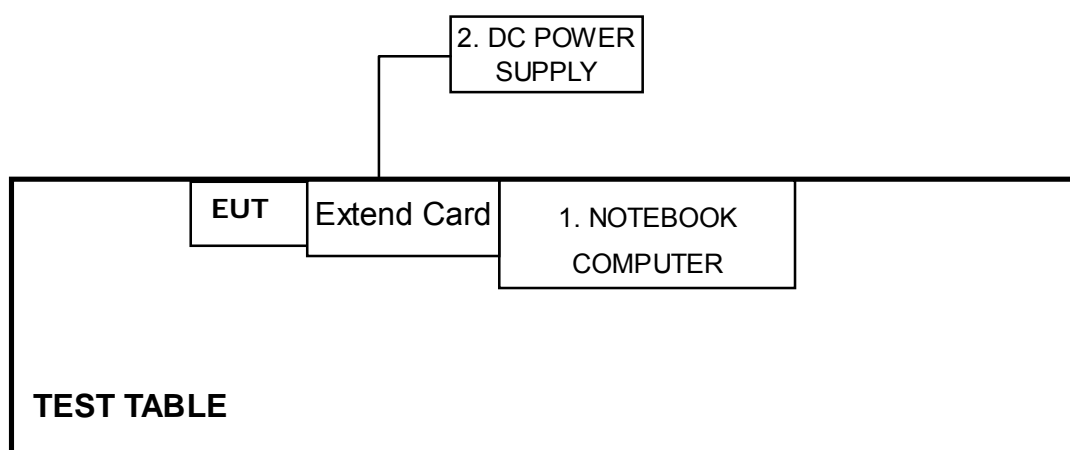 2. DC POWER
SUPPLY
EUT
Extend Card
1. NOTEBOOK
COMPUTER
TEST TABLE